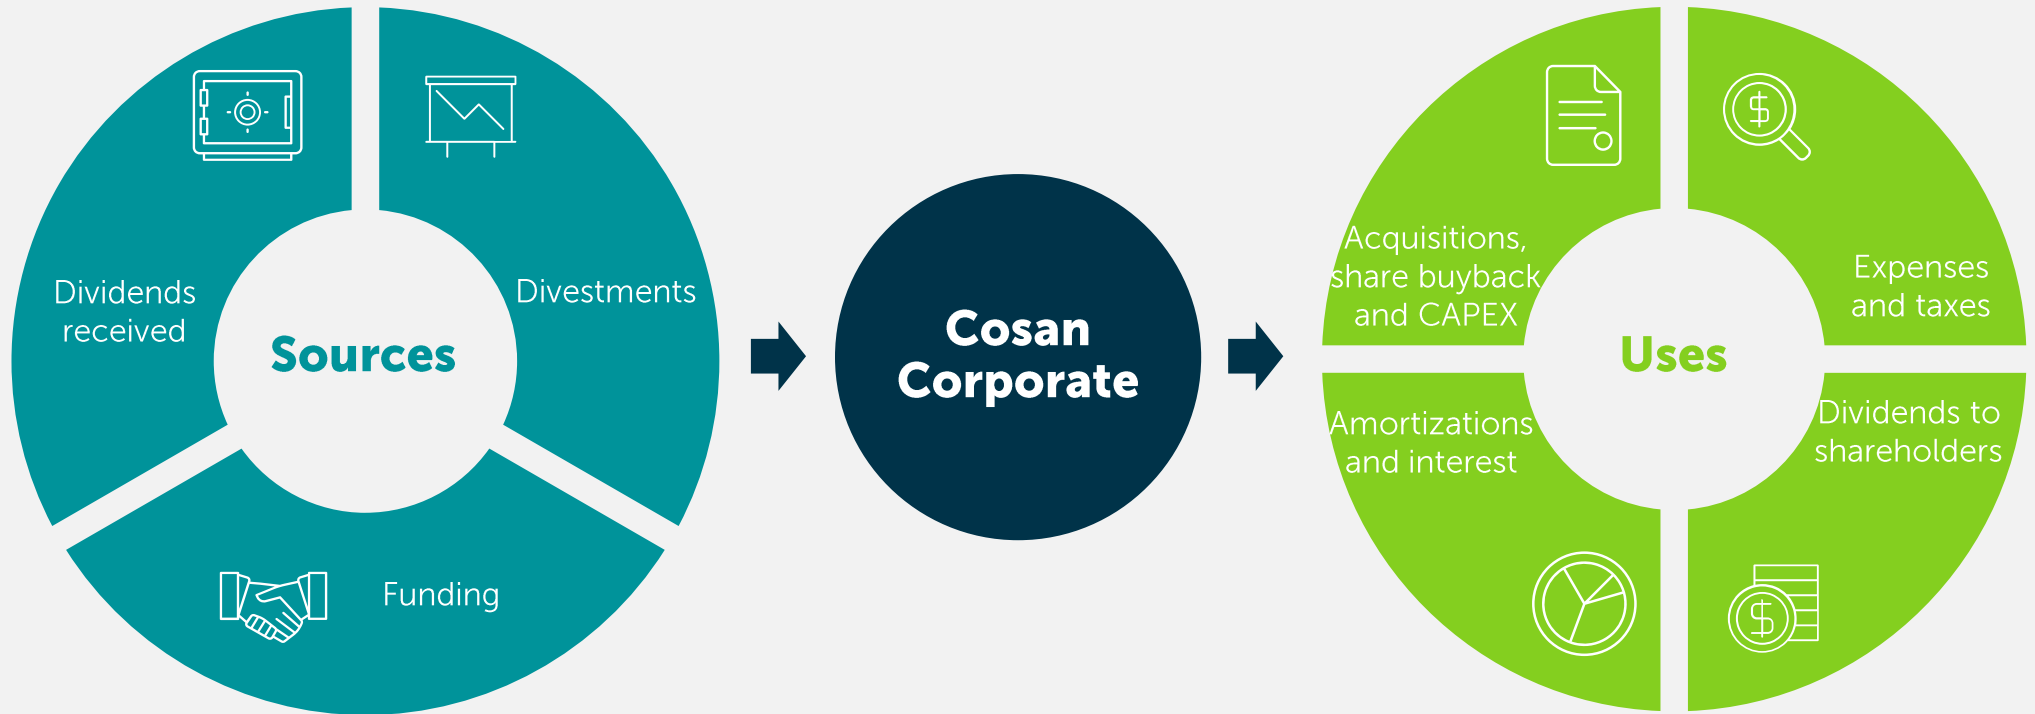 Dividends
received
Divestments
Sources
Funding
Cosan
Corporate
Acquisitions,
share buyback
and CAPEX
Expenses
and taxes
Uses
Amortizations
and interest
Dividends to
shareholders